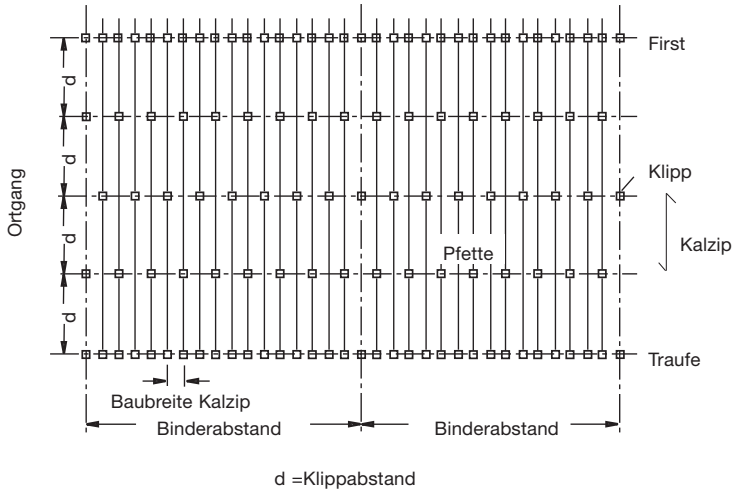 First
d
d
Klipp
Ortgang
Kalzip
Pfette
d
d
Traufe
Baubreite Kalzip
Binderabstand
Binderabstand
d =Klippabstand